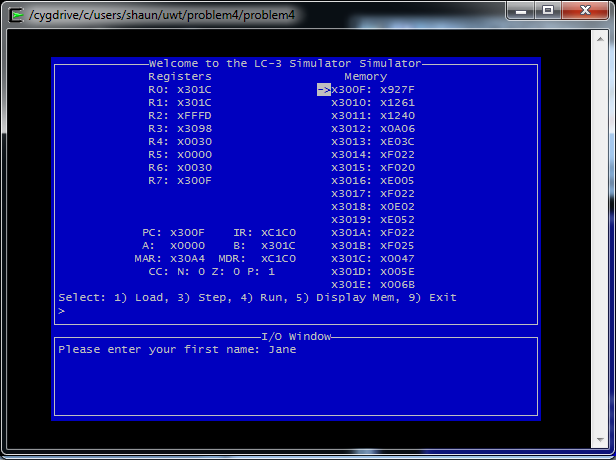 /cygdrive/c/users/shaun/uwt/problem4/problem4
Welcome to the LC-3 Simulator Simulator
Registers Memory
R0: x301C ->x300F: x927F
R1: x301C x3010: x1261
R2: xFFFD x3011: x1240
R3: x3098 x3012: x0A06
R4: x0030 x3013: xE03C
R5: x0000 x3014: xF022
R6: x0030 x3015: xF020
R7: x300F x3016: xE005
x3017: xF022
x3018: x0E02
x3019: xE052
PC: x300F IR: xC1C0 x301A: xF022
A: x0000 B: x301C x301B: xF025
MAR: x30A4 MDR: xC1C0 x301C: x0047
CC: N: 0 Z: 0 P: 1 x301D: x005E
x301E: x006B
Select: 1) Load, 3) Step, 4) Run, 5) Display Mem, 9) Exit
>
I/O Window
Please enter your first name: Jane